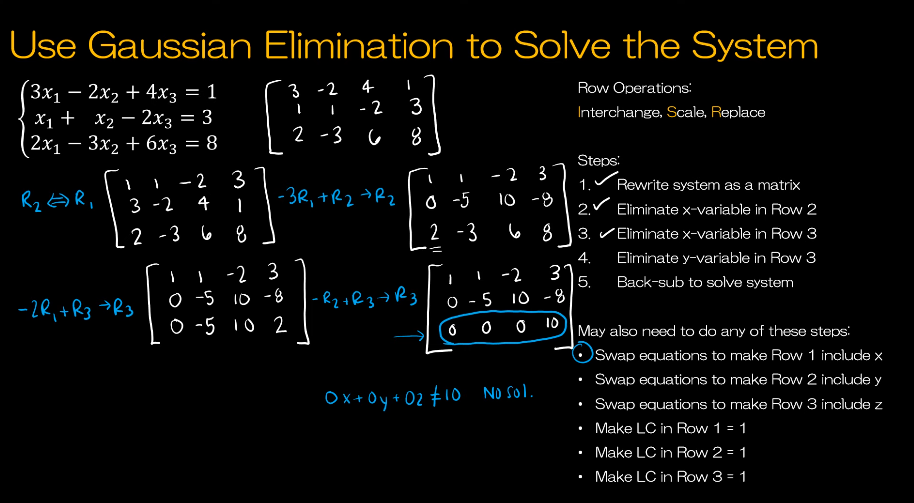 Use Gaussian Elimination to Solve the System
3x₁ − 2x₂ + 4x₃ = 1
x₁ + x₂ − 2x₃ = 3
2x₁ − 3x₂ + 6x₃ = 8
3 -2 4 1
1 1 -2 3
2 -3 6 8
R₂ ⇔ R₁
1 1 -2 3
3 -2 4 1
2 -3 6 8
-3R₁ + R₂ → R₂
1 1 -2 3
0 -5 10 -8
2 -3 6 8
-2R₁ + R₃ → R₃
1 1 -2 3
0 -5 10 -8
0 -5 10 2
-R₂ + R₃ → R₃
1 1 -2 3
0 -5 10 -8
0 0 0 10
0x + 0y + 0z ≠ 10 No sol.
Row Operations:
Interchange, Scale, Replace
Steps:
1. ✓ Rewrite system as a matrix
2. ✓ Eliminate x-variable in Row 2
3. ✓ Eliminate x-variable in Row 3
4. Eliminate y-variable in Row 3
5. Back-sub to solve system
May also need to do any of these steps:
• Swap equations to make Row 1 include x
• Swap equations to make Row 2 include y
• Swap equations to make Row 3 include z
• Make LC in Row 1 = 1
• Make LC in Row 2 = 1
• Make LC in Row 3 = 1